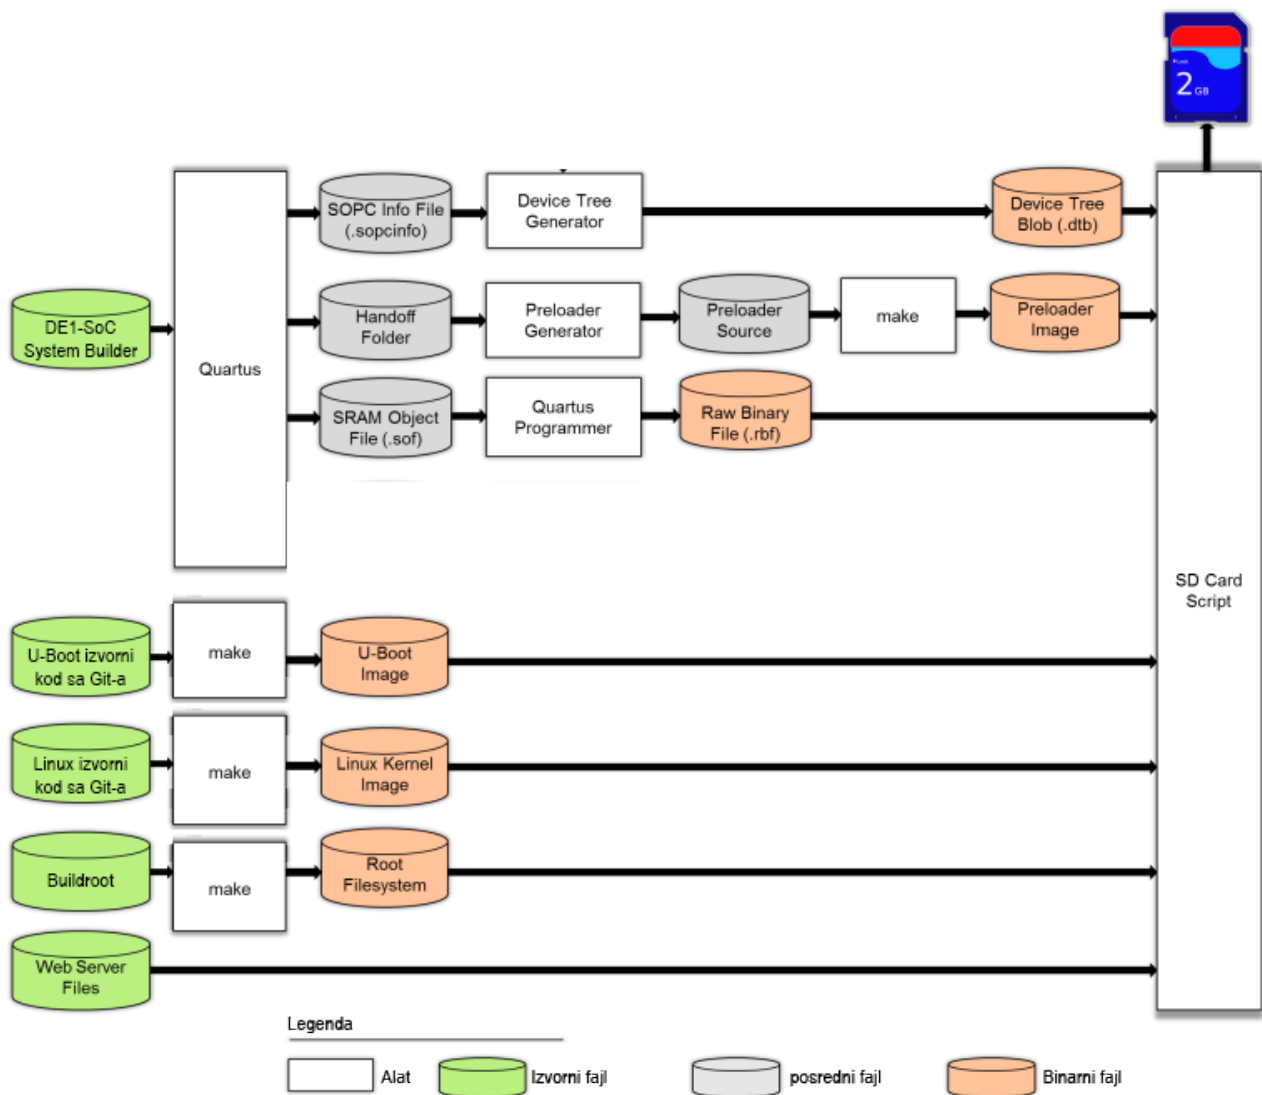 2 GB
SOPC Info File
(.sopcinfo)
Device Tree
Generator
Device Tree
Blob (.dtb)
DE1-SoC
System Builder
Quartus
Handoff
Folder
Preloader
Generator
Preloader
Source
make
Preloader
Image
SRAM Object
File (.sof)
Quartus
Programmer
Raw Binary
File (.rbf)
SD Card
Script
U-Boot izvorni
kod sa Git-a
make
U-Boot
Image
Linux izvorni
kod sa Git-a
make
Linux Kernel
Image
Buildroot
make
Root
Filesystem
Web Server
Files
Legenda
Alat
Izvorni fajl
posredni fajl
Binarni fajl